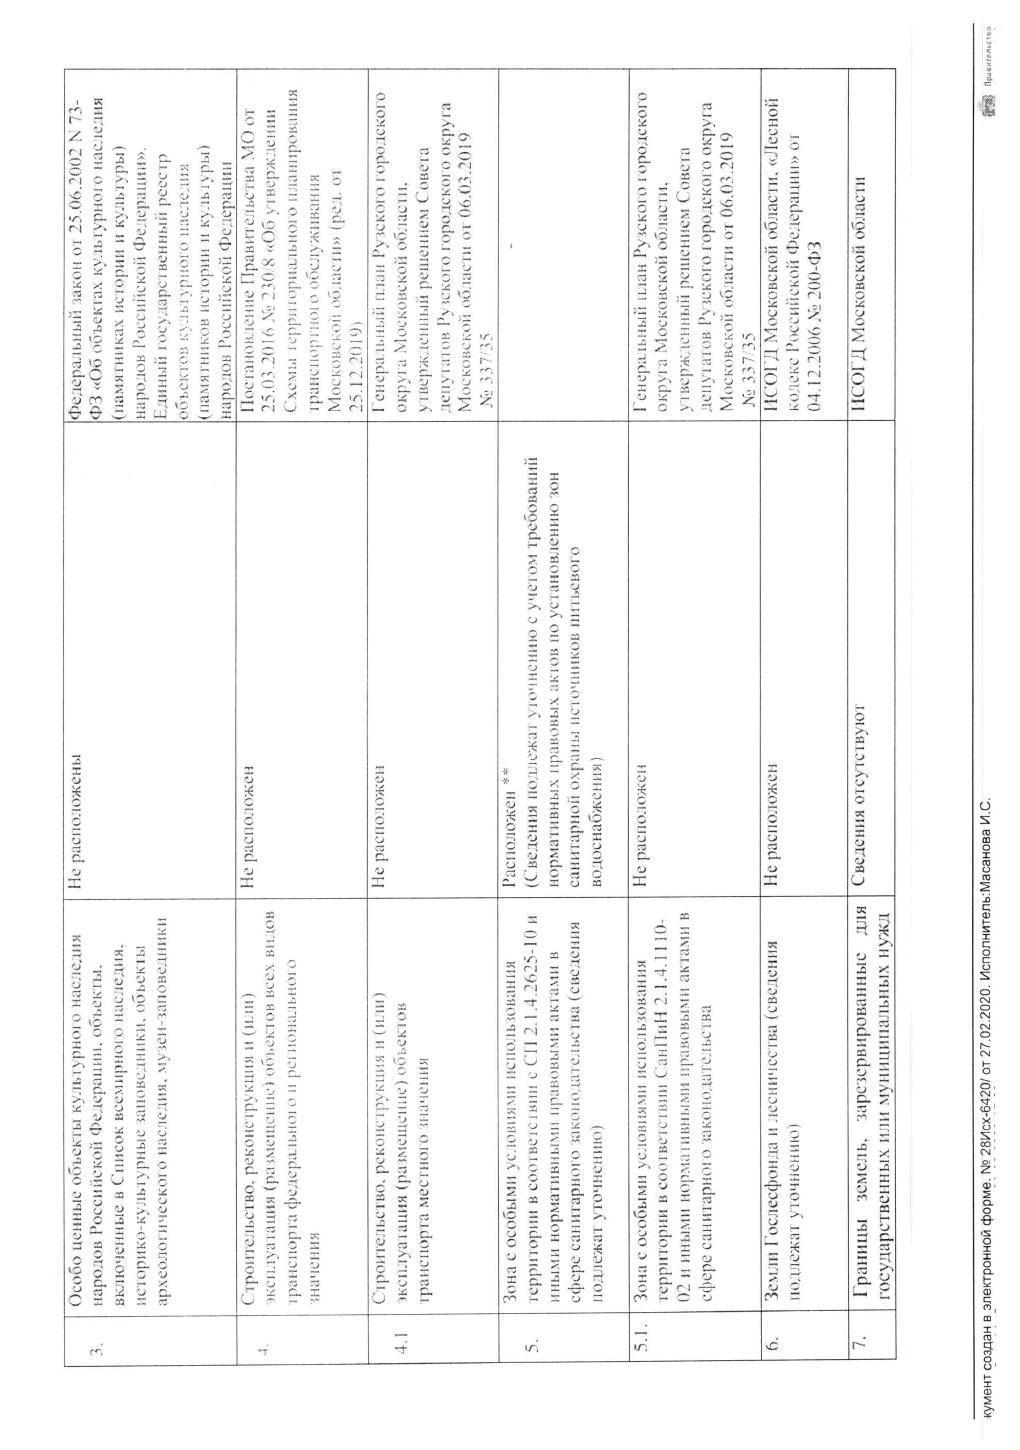 3.
Особо ценные объекты культурного наследия
народов Российской Федерации, объекты,
включенные в Список всемирного наследия,
историко-культурные заповедники, объекты
археологического наследия, музеи-заповедники
Не расположены
Федеральный закон от 25.06.2002 N 73-
ФЗ «Об объектах культурного наследия
(памятниках истории и культуры)
народов Российской Федерации».
Единый государственный реестр
объектов культурного наследия
(памятников истории и культуры)
народов Российской Федерации
4.
Строительство, реконструкция и (или)
эксплуатация (размещение) объектов всех видов
транспорта федерального и регионального
значения
Не расположен
Постановление Правительства МО от
25.03.2016 № 230/8 «Об утверждении
Схемы территориального планирования
транспортного обслуживания
Московской области» (ред. от
25.12.2019)
4.1
Строительство, реконструкция и (или)
эксплуатация (размещение) объектов
транспорта местного значения
Не расположен
Генеральный план Рузского городского
округа Московской области,
утвержденный решением Совета
депутатов Рузского городского округа
Московской области от 06.03.2019
№ 337/35
5.
Зона с особыми условиями использования
территории в соответствии с СП 2.1.4.2625-10 и
иными нормативными правовыми актами в
сфере санитарного законодательства (сведения
подлежат уточнению)
Расположен **
(Сведения подлежат уточнению с учетом требований
нормативных правовых актов по установлению зон
санитарной охраны источников питьевого
водоснабжения)
-
5.1.
Зона с особыми условиями использования
территории в соответствии СанПиН 2.1.4.1110-
02 и иными нормативными правовыми актами в
сфере санитарного законодательства
Не расположен
Генеральный план Рузского городского
округа Московской области,
утвержденный решением Совета
депутатов Рузского городского округа
Московской области от 06.03.2019
№ 337/35
6.
Земли Гослесфонда и лесничества (сведения
подлежат уточнению)
Не расположен
ИСОГД Московской области, «Лесной
кодекс Российской Федерации» от
04.12.2006 № 200-ФЗ
7.
Границы земель, зарезервированные для
государственных или муниципальных нужд
Сведения отсутствуют
ИСОГД Московской области
кумент создан в электронной форме. № 28Исх-6420/ от 27.02.2020. Исполнитель:Масанова И.С.
Правительство